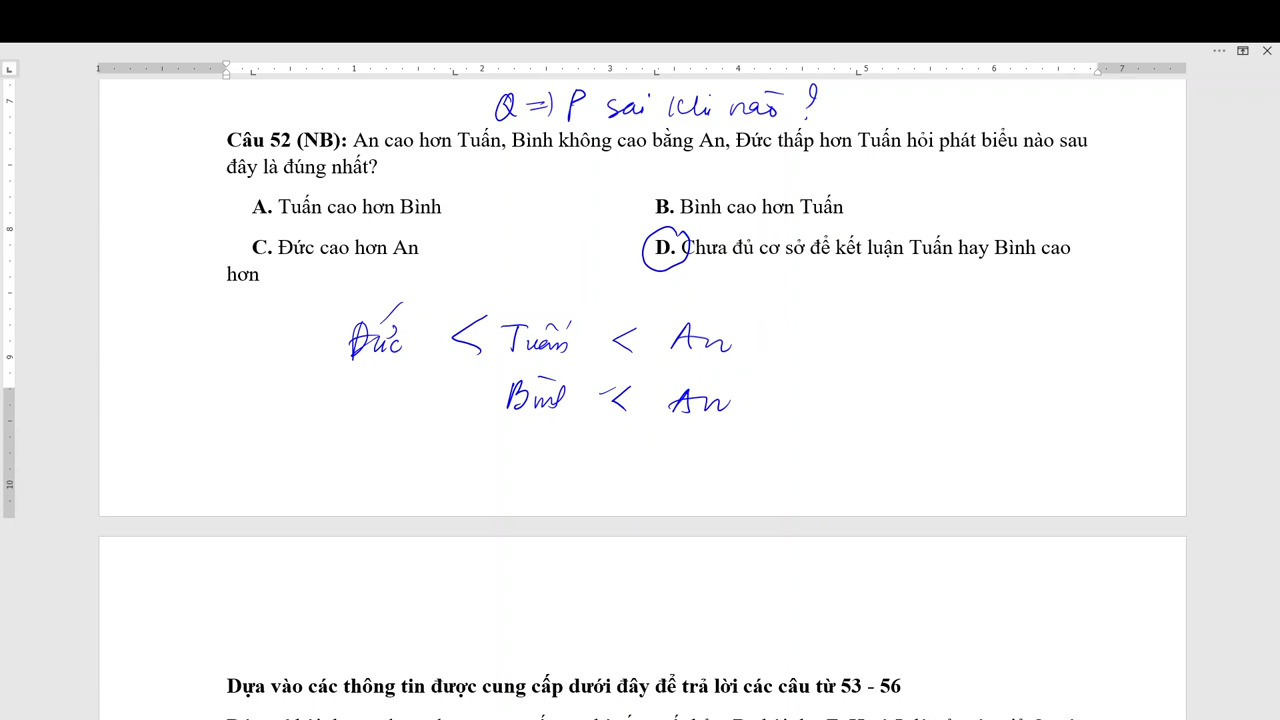 Q => P sai khi nào ?
Câu 52 (NB): An cao hơn Tuấn, Bình không cao bằng An, Đức thấp hơn Tuấn hỏi phát biểu nào sau
đây là đúng nhất?
A. Tuấn cao hơn Bình B. Bình cao hơn Tuấn
C. Đức cao hơn An D. Chưa đủ cơ sở để kết luận Tuấn hay Bình cao
hơn
Đức < Tuấn < An
Bình < An
Dựa vào các thông tin được cung cấp dưới đây để trả lời các câu từ 53 - 56